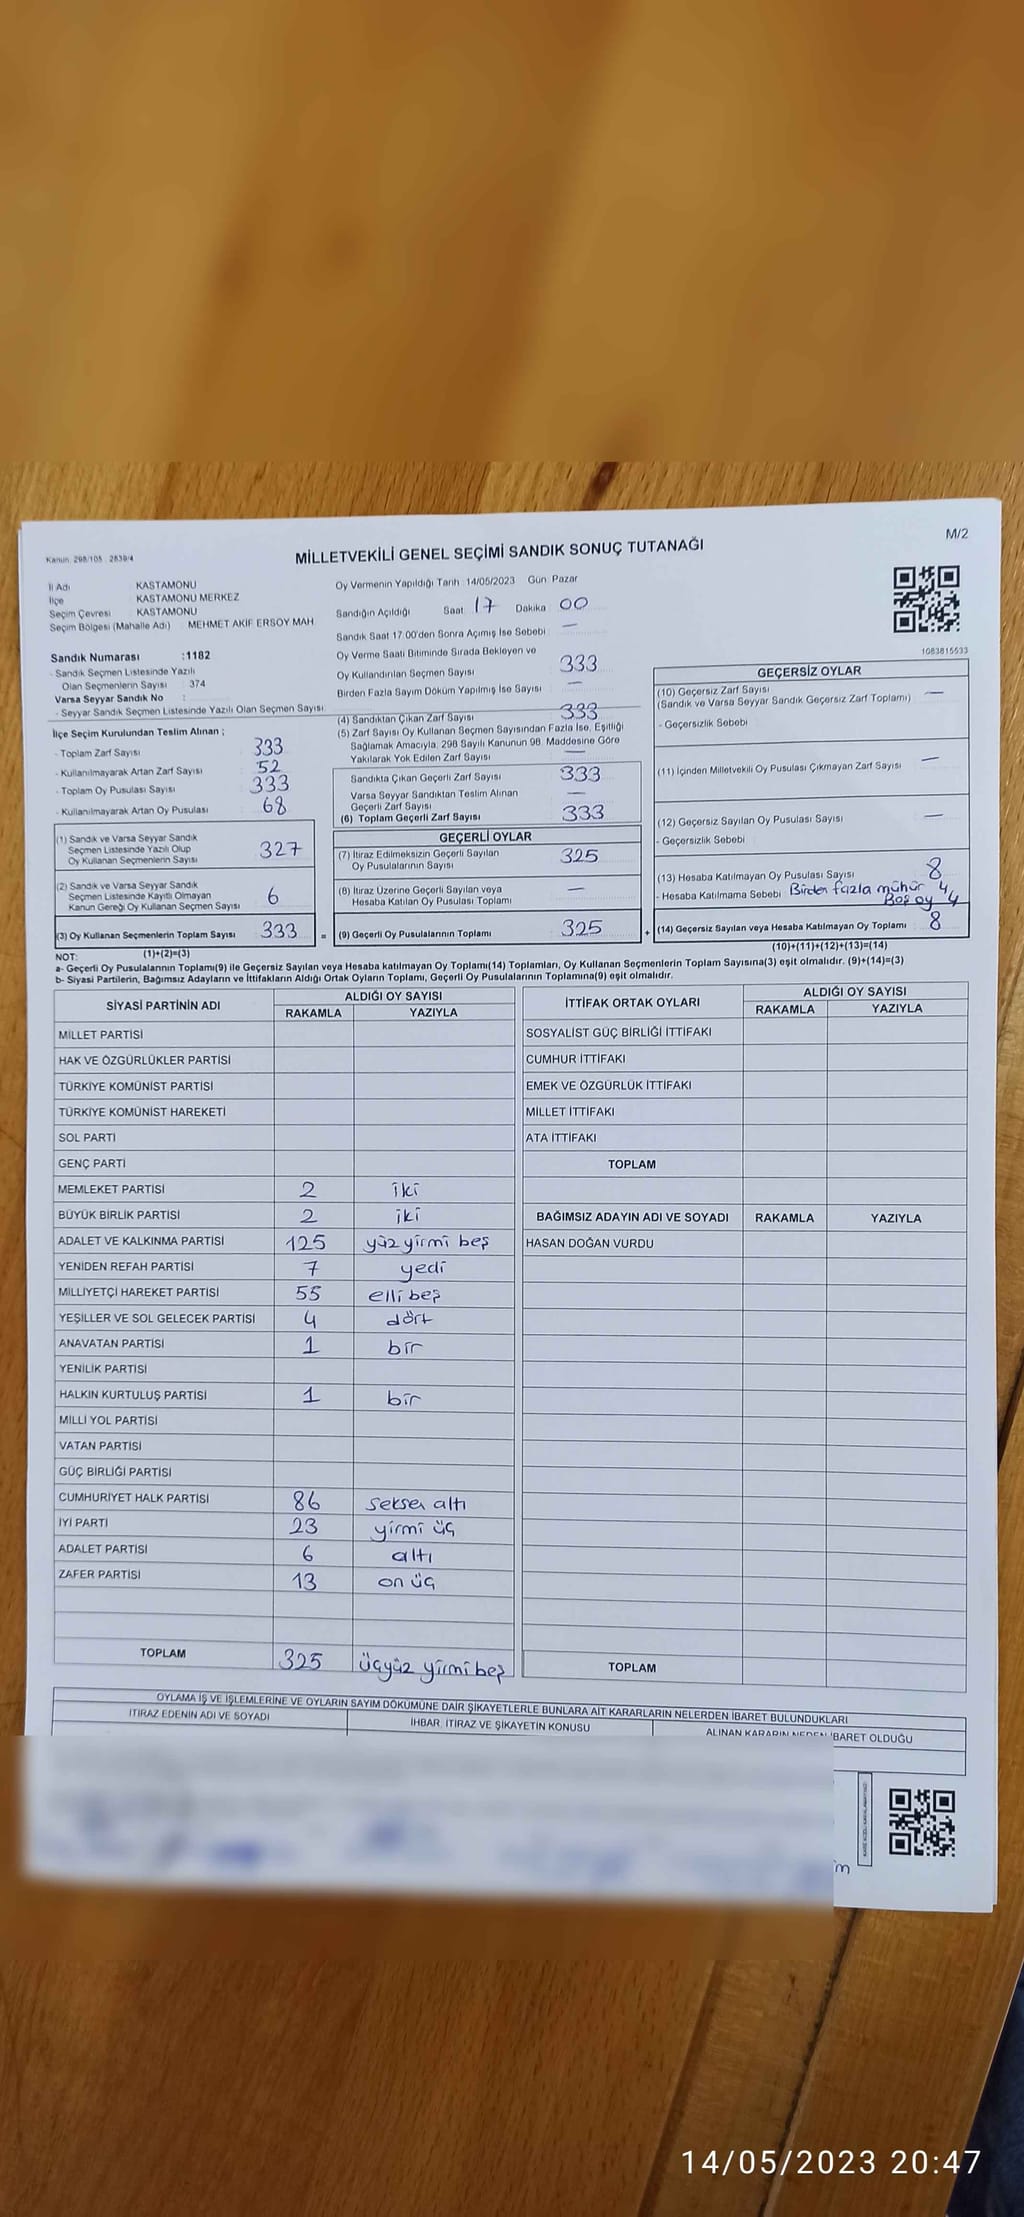 M/2
Kanun: 298/105 - 2839/4
MİLLETVEKİLİ GENEL SEÇİMİ SANDIK SONUÇ TUTANAĞI
İl Adı KASTAMONU
İlçe KASTAMONU MERKEZ
Seçim Çevresi KASTAMONU
Seçim Bölgesi (Mahalle Adı) MEHMET AKİF ERSOY MAH
Sandık Numarası :1182
- Sandık Seçmen Listesinde Yazılı
Olan Seçmenlerin Sayısı : 374
Varsa Seyyar Sandık No :
- Seyyar Sandık Seçmen Listesinde Yazılı Olan Seçmen Sayısı
Oy Vermenin Yapıldığı Tarih :14/05/2023 Gün Pazar
Sandığın Açıldığı Saat 17 Dakika 00
Sandık Saat 17:00'den Sonra Açımış İse Sebebi —
Oy Verme Saati Bitiminde Sırada Bekleyen ve
Oy Kullandırılan Seçmen Sayısı 333
Birden Fazla Sayım Döküm Yapılmış İse Sayısı —
1083815533
İlçe Seçim Kurulundan Teslim Alınan ;
- Toplam Zarf Sayısı 333
- Kullanılmayarak Artan Zarf Sayısı 52
- Toplam Oy Pusulası Sayısı 333
- Kullanılmayarak Artan Oy Pusulası 68
(1) Sandık ve Varsa Seyyar Sandık
Seçmen Listesinde Yazılı Olup
Oy Kullanan Seçmenlerin Sayısı 327
(2) Sandık ve Varsa Seyyar Sandık
Seçmen Listesinde Kayıtlı Olmayan
Kanun Gereği Oy Kullanan Seçmen Sayısı 6
(3) Oy Kullanan Seçmenlerin Toplam Sayısı 333 =
(4) Sandıktan Çıkan Zarf Sayısı 333
(5) Zarf Sayısı Oy Kullanan Seçmen Sayısından Fazla İse, Eşitliği
Sağlamak Amacıyla, 298 Sayılı Kanunun 98. Maddesine Göre
Yakılarak Yok Edilen Zarf Sayısı —
Sandıkta Çıkan Geçerli Zarf Sayısı 333
Varsa Seyyar Sandıktan Teslim Alınan
Geçerli Zarf Sayısı —
(6) Toplam Geçerli Zarf Sayısı 333
GEÇERLİ OYLAR
(7) İtiraz Edilmeksizin Geçerli Sayılan
Oy Pusulalarının Sayısı 325
(8) İtiraz Üzerine Geçerli Sayılan veya
Hesaba Katılan Oy Pusulası Toplamı —
(9) Geçerli Oy Pusulalarının Toplamı 325 +
GEÇERSİZ OYLAR
(10) Geçersiz Zarf Sayısı —
(Sandık ve Varsa Seyyar Sandık Geçersiz Zarf Toplamı)
- Geçersizlik Sebebi
(11) İçinden Milletvekili Oy Pusulası Çıkmayan Zarf Sayısı —
(12) Geçersiz Sayılan Oy Pusulası Sayısı —
- Geçersizlik Sebebi
(13) Hesaba Katılmayan Oy Pusulası Sayısı 8
- Hesaba Katılmama Sebebi Birden fazla mühür 4
Boş oy 4
(14) Geçersiz Sayılan veya Hesaba Katılmayan Oy Toplamı 8
(10)+(11)+(12)+(13)=(14)
NOT: (1)+(2)=(3)
a- Geçerli Oy Pusulalarının Toplamı(9) ile Geçersiz Sayılan veya Hesaba katılmayan Oy Toplamı(14) Toplamları, Oy Kullanan Seçmenlerin Toplam Sayısına(3) eşit olmalıdır. (9)+(14)=(3)
b- Siyasi Partilerin, Bağımsız Adayların ve İttifakların Aldığı Ortak Oyların Toplamı, Geçerli Oy Pusulalarının Toplamına(9) eşit olmalıdır.
SİYASİ PARTİNİN ADI ALDIĞI OY SAYISI
RAKAMLA YAZIYLA
MİLLET PARTİSİ
HAK VE ÖZGÜRLÜKLER PARTİSİ
TÜRKİYE KOMÜNİST PARTİSİ
TÜRKİYE KOMÜNİST HAREKETİ
SOL PARTİ
GENÇ PARTİ
MEMLEKET PARTİSİ 2 iki
BÜYÜK BİRLİK PARTİSİ 2 iki
ADALET VE KALKINMA PARTİSİ 125 yüz yirmi beş
YENİDEN REFAH PARTİSİ 7 yedi
MİLLİYETÇİ HAREKET PARTİSİ 55 elli beş
YEŞİLLER VE SOL GELECEK PARTİSİ 4 dört
ANAVATAN PARTİSİ 1 bir
YENİLİK PARTİSİ
HALKIN KURTULUŞ PARTİSİ 1 bir
MİLLİ YOL PARTİSİ
VATAN PARTİSİ
GÜÇ BİRLİĞİ PARTİSİ
CUMHURİYET HALK PARTİSİ 86 seksen altı
İYİ PARTİ 23 yirmi üç
ADALET PARTİSİ 6 altı
ZAFER PARTİSİ 13 on üç
TOPLAM 325 üçyüz yirmi beş
İTTİFAK ORTAK OYLARI ALDIĞI OY SAYISI
RAKAMLA YAZIYLA
SOSYALİST GÜÇ BİRLİĞİ İTTİFAKI
CUMHUR İTTİFAKI
EMEK VE ÖZGÜRLÜK İTTİFAKI
MİLLET İTTİFAKI
ATA İTTİFAKI
TOPLAM
BAĞIMSIZ ADAYIN ADI VE SOYADI RAKAMLA YAZIYLA
HASAN DOĞAN VURDU
TOPLAM
OYLAMA İŞ VE İŞLEMLERİNE VE OYLARIN SAYIM DÖKÜMÜNE DAİR ŞİKAYETLERLE BUNLARA AİT KARARLARIN NELERDEN İBARET BULUNDUKLARI
İTİRAZ EDENİN ADI VE SOYADI İHBAR, İTİRAZ VE ŞİKAYETİN KONUSU ALINAN KARARIN NEDEN İBARET OLDUĞU
14/05/2023 20:47